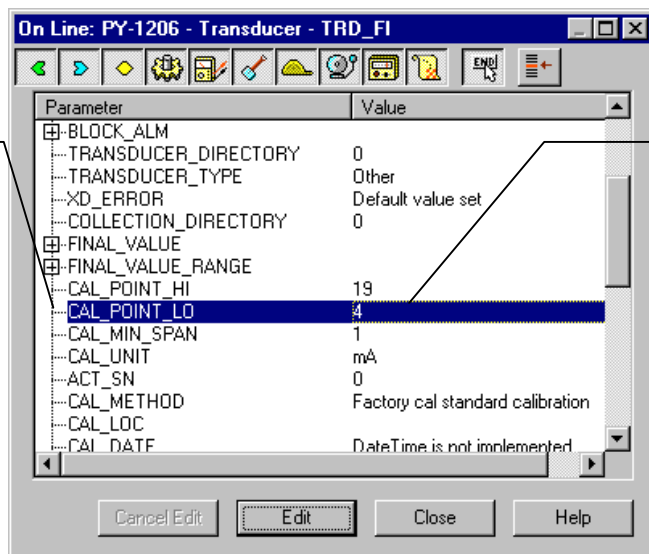 On Line: PY-1206 - Transducer - TRD_FI
END
Parameter Value
BLOCK_ALM
TRANSDUCER_DIRECTORY 0
TRANSDUCER_TYPE Other
XD_ERROR Default value set
COLLECTION_DIRECTORY 0
FINAL_VALUE
FINAL_VALUE_RANGE
CAL_POINT_HI 19
CAL_POINT_LO 4
CAL_MIN_SPAN 1
CAL_UNIT mA
ACT_SN 0
CAL_METHOD Factory cal standard calibration
CAL_LOC
CAL_DATE DateTime is not implemented
Cancel Edit Edit Close Help